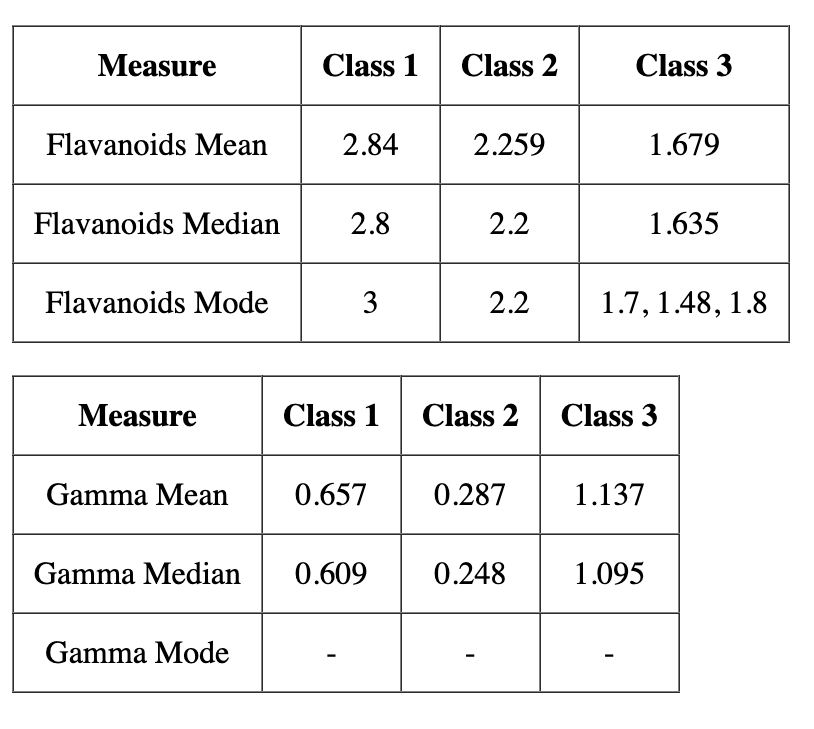 Measure Class 1 Class 2 Class 3
Flavanoids Mean 2.84 2.259 1.679
Flavanoids Median 2.8 2.2 1.635
Flavanoids Mode 3 2.2 1.7, 1.48, 1.8
Measure Class 1 Class 2 Class 3
Gamma Mean 0.657 0.287 1.137
Gamma Median 0.609 0.248 1.095
Gamma Mode - - -